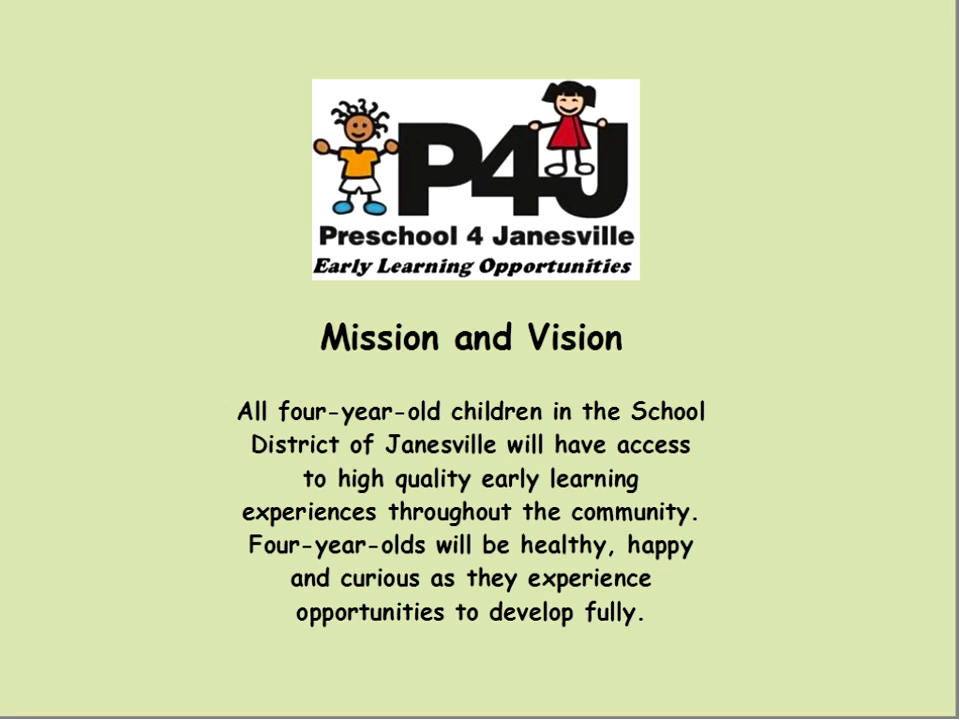 P4J
Preschool 4 Janesville
Early Learning Opportunities
Mission and Vision
All four-year-old children in the School
District of Janesville will have access
to high quality early learning
experiences throughout the community.
Four-year-olds will be healthy, happy
and curious as they experience
opportunities to develop fully.